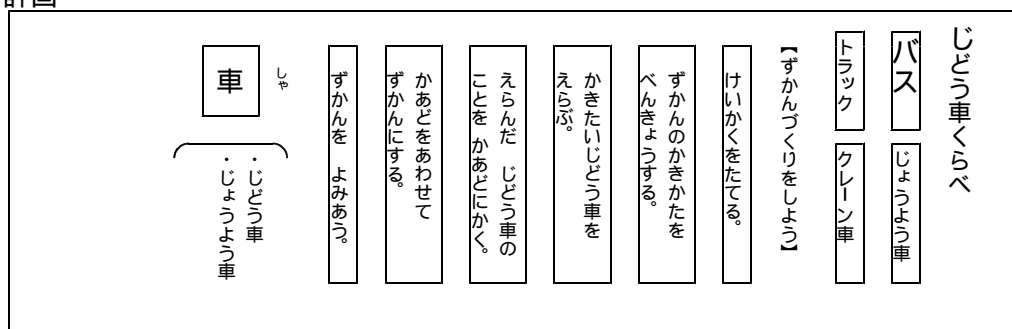 計画
じどう車くらべ
バス
じょうよう車
トラック
クレーン車
【ずかんづくりをしよう】
けいかくをたてる。
ずかんのかきかたを
べんきょうする。
かきたいじどう車を
えらぶ。
えらんだ じどう車の
ことを かあどにかく。
かあどをあわせて
ずかんにする。
ずかんを よみあう。
しゃ
車
・じどう車
・じょうよう車